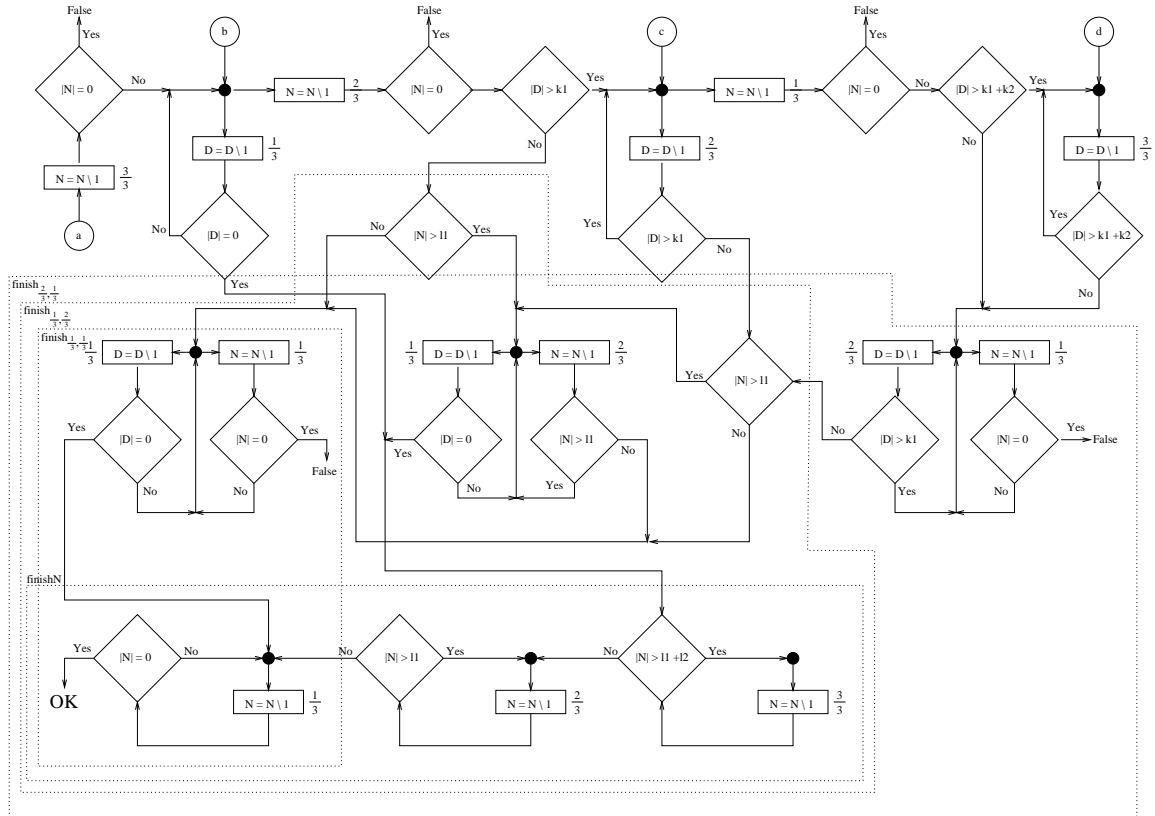 False
Yes
|N| = 0
No
N = N \ 1
3
3
a
b
D = D \ 1
1
3
|D| = 0
No
Yes
N = N \ 1
2
3
False
Yes
|N| = 0
|D| > k1
Yes
No
|N| > l1
No
Yes
c
D = D \ 1
2
3
|D| > k1
Yes
No
N = N \ 1
1
3
False
Yes
|N| = 0
No
|D| > k1 +k2
Yes
No
d
D = D \ 1
3
3
|D| > k1 +k2
Yes
No
finish 2/3, 1/3
finish 1/3, 2/3
finish 1/3, 1/3
1
3
D = D \ 1
N = N \ 1
1
3
|D| = 0
Yes
No
|N| = 0
Yes
No
False
1
3
D = D \ 1
N = N \ 1
2
3
|D| = 0
Yes
No
|N| > l1
No
Yes
|N| > l1
Yes
No
2
3
D = D \ 1
N = N \ 1
1
3
|D| > k1
No
Yes
|N| = 0
Yes
No
False
finishN
Yes
|N| = 0
No
OK
N = N \ 1
1
3
No
|N| > l1
Yes
N = N \ 1
2
3
No
|N| > l1 +l2
Yes
N = N \ 1
3
3